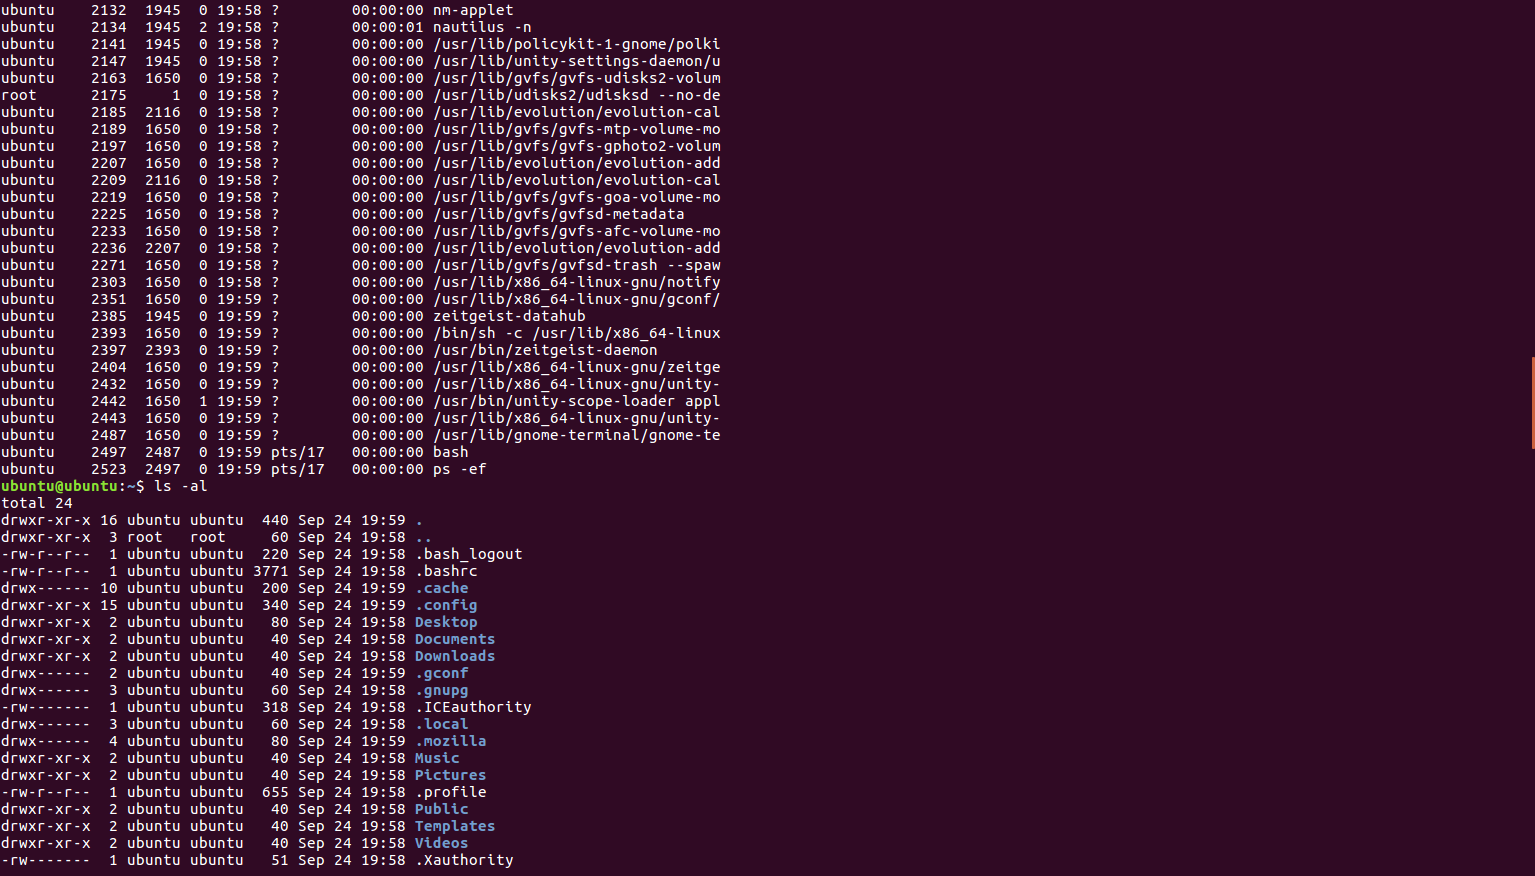 ubuntu    2132  1945  0 19:58 ?        00:00:00 nm-applet
ubuntu    2134  1945  2 19:58 ?        00:00:01 nautilus -n
ubuntu    2141  1945  0 19:58 ?        00:00:00 /usr/lib/policykit-1-gnome/polki
ubuntu    2147  1945  0 19:58 ?        00:00:00 /usr/lib/unity-settings-daemon/u
ubuntu    2163  1650  0 19:58 ?        00:00:00 /usr/lib/gvfs/gvfs-udisks2-volum
root      2175     1  0 19:58 ?        00:00:00 /usr/lib/udisks2/udisksd --no-de
ubuntu    2185  2116  0 19:58 ?        00:00:00 /usr/lib/evolution/evolution-cal
ubuntu    2189  1650  0 19:58 ?        00:00:00 /usr/lib/gvfs/gvfs-mtp-volume-mo
ubuntu    2197  1650  0 19:58 ?        00:00:00 /usr/lib/gvfs/gvfs-gphoto2-volum
ubuntu    2207  1650  0 19:58 ?        00:00:00 /usr/lib/evolution/evolution-add
ubuntu    2209  2116  0 19:58 ?        00:00:00 /usr/lib/evolution/evolution-cal
ubuntu    2219  1650  0 19:58 ?        00:00:00 /usr/lib/gvfs/gvfs-goa-volume-mo
ubuntu    2225  1650  0 19:58 ?        00:00:00 /usr/lib/gvfs/gvfsd-metadata
ubuntu    2233  1650  0 19:58 ?        00:00:00 /usr/lib/gvfs/gvfs-afc-volume-mo
ubuntu    2236  2207  0 19:58 ?        00:00:00 /usr/lib/evolution/evolution-add
ubuntu    2271  1650  0 19:58 ?        00:00:00 /usr/lib/gvfs/gvfsd-trash --spaw
ubuntu    2303  1650  0 19:58 ?        00:00:00 /usr/lib/x86_64-linux-gnu/notify
ubuntu    2351  1650  0 19:59 ?        00:00:00 /usr/lib/x86_64-linux-gnu/gconf/
ubuntu    2385  1945  0 19:59 ?        00:00:00 zeitgeist-datahub
ubuntu    2393  1650  0 19:59 ?        00:00:00 /bin/sh -c /usr/lib/x86_64-linux
ubuntu    2397  2393  0 19:59 ?        00:00:00 /usr/bin/zeitgeist-daemon
ubuntu    2404  1650  0 19:59 ?        00:00:00 /usr/lib/x86_64-linux-gnu/zeitge
ubuntu    2432  1650  0 19:59 ?        00:00:00 /usr/lib/x86_64-linux-gnu/unity-
ubuntu    2442  1650  1 19:59 ?        00:00:00 /usr/bin/unity-scope-loader appl
ubuntu    2443  1650  0 19:59 ?        00:00:00 /usr/lib/x86_64-linux-gnu/unity-
ubuntu    2487  1650  0 19:59 ?        00:00:00 /usr/lib/gnome-terminal/gnome-te
ubuntu    2497  2487  0 19:59 pts/17   00:00:00 bash
ubuntu    2523  2497  0 19:59 pts/17   00:00:00 ps -ef
ubuntu@ubuntu:~$ ls -al
total 24
drwxr-xr-x 16 ubuntu ubuntu  440 Sep 24 19:59 .
drwxr-xr-x  3 root   root     60 Sep 24 19:58 ..
-rw-r--r--  1 ubuntu ubuntu  220 Sep 24 19:58 .bash_logout
-rw-r--r--  1 ubuntu ubuntu 3771 Sep 24 19:58 .bashrc
drwx------ 10 ubuntu ubuntu  200 Sep 24 19:59 .cache
drwxr-xr-x 15 ubuntu ubuntu  340 Sep 24 19:59 .config
drwxr-xr-x  2 ubuntu ubuntu   80 Sep 24 19:58 Desktop
drwxr-xr-x  2 ubuntu ubuntu   40 Sep 24 19:58 Documents
drwxr-xr-x  2 ubuntu ubuntu   40 Sep 24 19:58 Downloads
drwx------  2 ubuntu ubuntu   40 Sep 24 19:59 .gconf
drwx------  3 ubuntu ubuntu   60 Sep 24 19:58 .gnupg
-rw-------  1 ubuntu ubuntu  318 Sep 24 19:58 .ICEauthority
drwx------  3 ubuntu ubuntu   60 Sep 24 19:58 .local
drwx------  4 ubuntu ubuntu   80 Sep 24 19:59 .mozilla
drwxr-xr-x  2 ubuntu ubuntu   40 Sep 24 19:58 Music
drwxr-xr-x  2 ubuntu ubuntu   40 Sep 24 19:58 Pictures
-rw-r--r--  1 ubuntu ubuntu  655 Sep 24 19:58 .profile
drwxr-xr-x  2 ubuntu ubuntu   40 Sep 24 19:58 Public
drwxr-xr-x  2 ubuntu ubuntu   40 Sep 24 19:58 Templates
drwxr-xr-x  2 ubuntu ubuntu   40 Sep 24 19:58 Videos
-rw-------  1 ubuntu ubuntu   51 Sep 24 19:58 .Xauthority